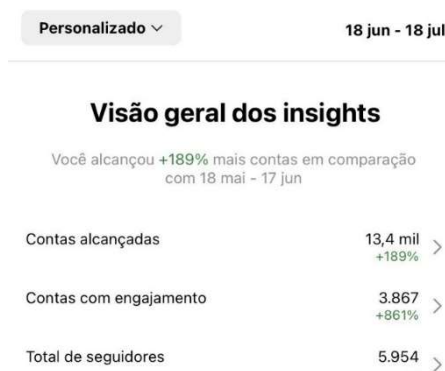 Personalizado
18 jun - 18 jul
Visão geral dos insights
Você alcançou +189% mais contas em comparação
com 18 mai - 17 jun
Contas alcançadas
13,4 mil
+189%
Contas com engajamento
3.867
+861%
Total de seguidores
5.954